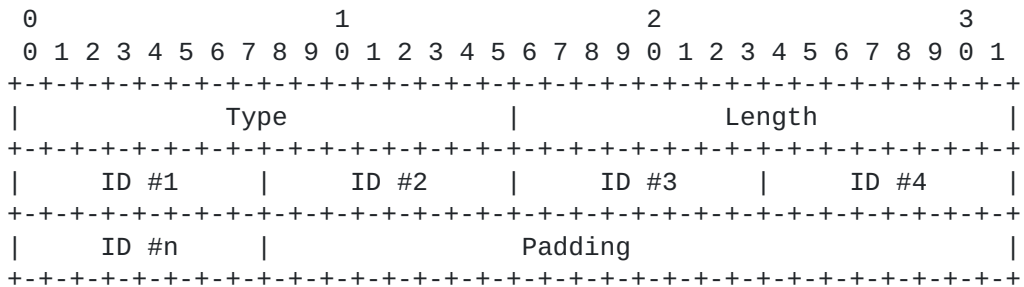 0                   1                   2                   3
 0 1 2 3 4 5 6 7 8 9 0 1 2 3 4 5 6 7 8 9 0 1 2 3 4 5 6 7 8 9 0 1
+-+-+-+-+-+-+-+-+-+-+-+-+-+-+-+-+-+-+-+-+-+-+-+-+-+-+-+-+-+-+-+-+
|             Type              |             Length            |
+-+-+-+-+-+-+-+-+-+-+-+-+-+-+-+-+-+-+-+-+-+-+-+-+-+-+-+-+-+-+-+-+
|     ID #1     |     ID #2     |     ID #3     |     ID #4     |
+-+-+-+-+-+-+-+-+-+-+-+-+-+-+-+-+-+-+-+-+-+-+-+-+-+-+-+-+-+-+-+-+
|     ID #n     |                Padding                        |
+-+-+-+-+-+-+-+-+-+-+-+-+-+-+-+-+-+-+-+-+-+-+-+-+-+-+-+-+-+-+-+-+